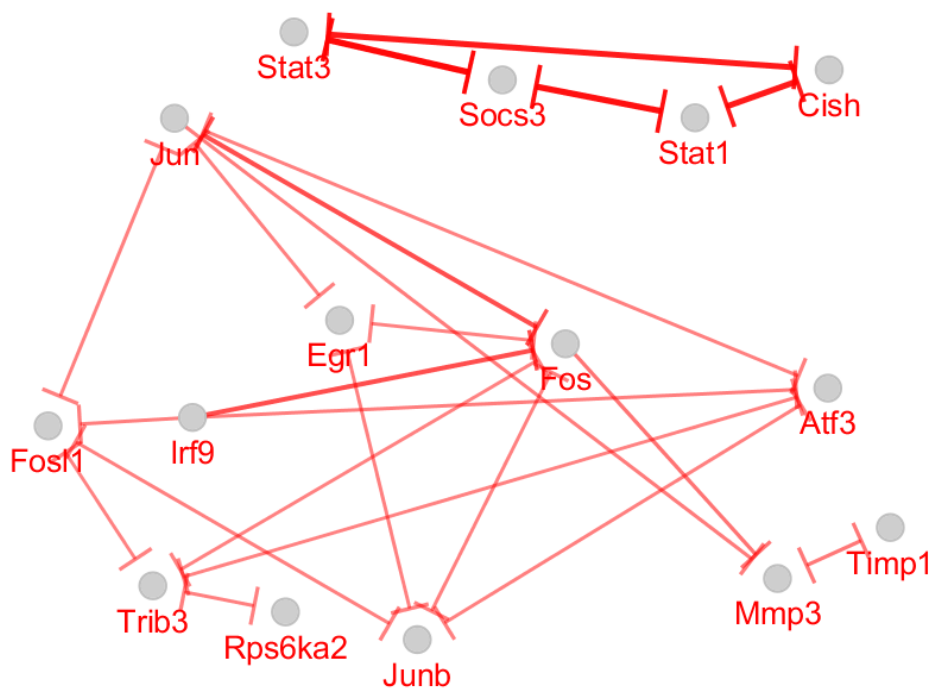 Stat3
Socs3
Cish
Stat1
Jun
Egr1
Fos
Atf3
Fosl1
Irf9
Timp1
Trib3
Mmp3
Rps6ka2
Junb